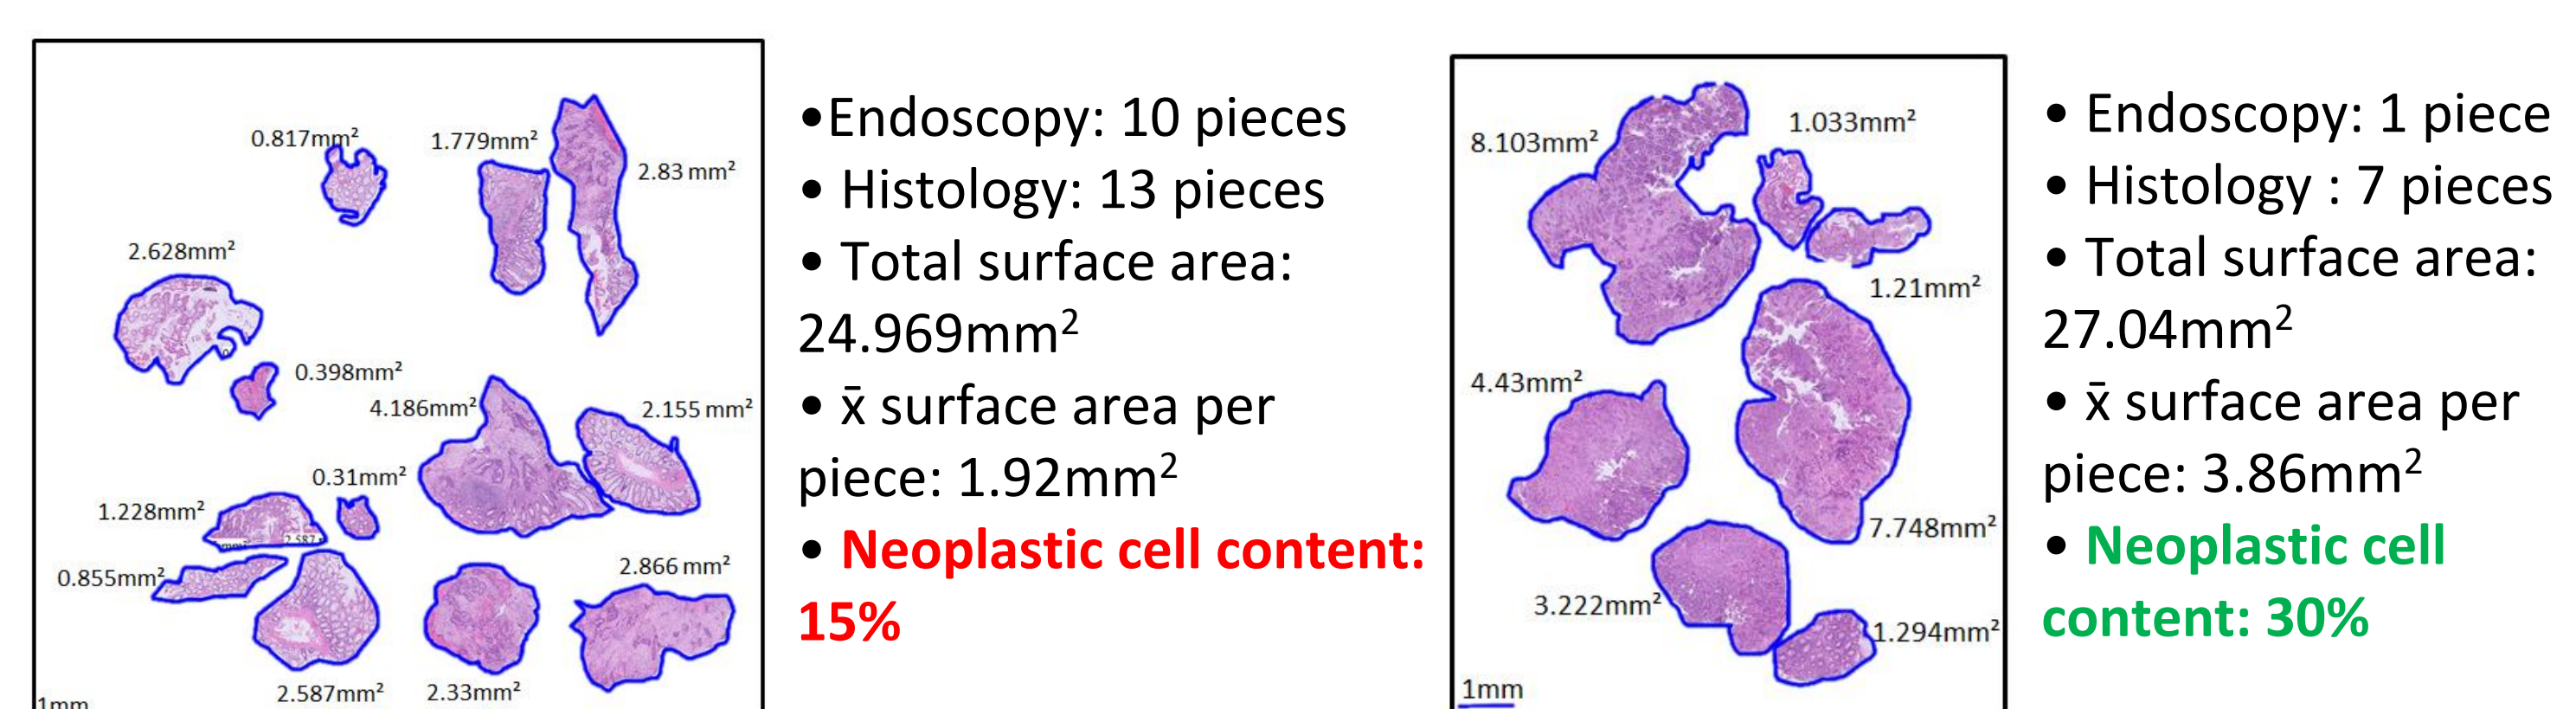 0.817mm²
1.779mm²
2.83 mm²
2.628mm²
0.398mm²
4.186mm²
2.155 mm²
0.31mm²
1.228mm²
2.587
0.855mm²
2.866 mm²
2.587mm²
2.33mm²
1mm
•Endoscopy: 10 pieces
• Histology: 13 pieces
• Total surface area:
24.969mm²
• x̄ surface area per
piece: 1.92mm²
• Neoplastic cell content:
15%
8.103mm²
1.033mm²
1.21mm²
4.43mm²
7.748mm²
3.222mm²
1.294mm²
1mm
• Endoscopy: 1 piece
• Histology : 7 pieces
• Total surface area:
27.04mm²
• x̄ surface area per
piece: 3.86mm²
• Neoplastic cell
content: 30%